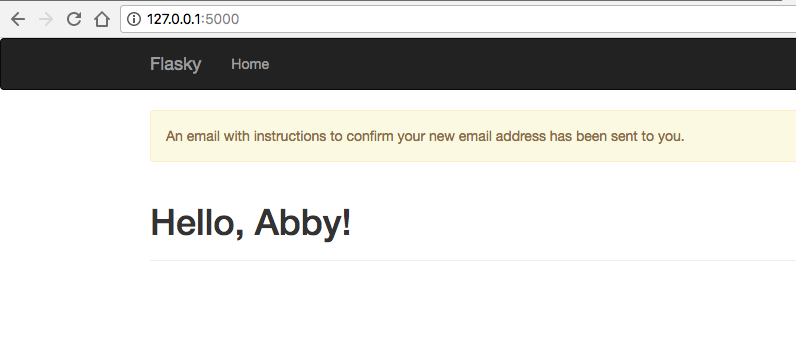 127.0.0.1:5000
Flasky Home
An email with instructions to confirm your new email address has been sent to you.
Hello, Abby!